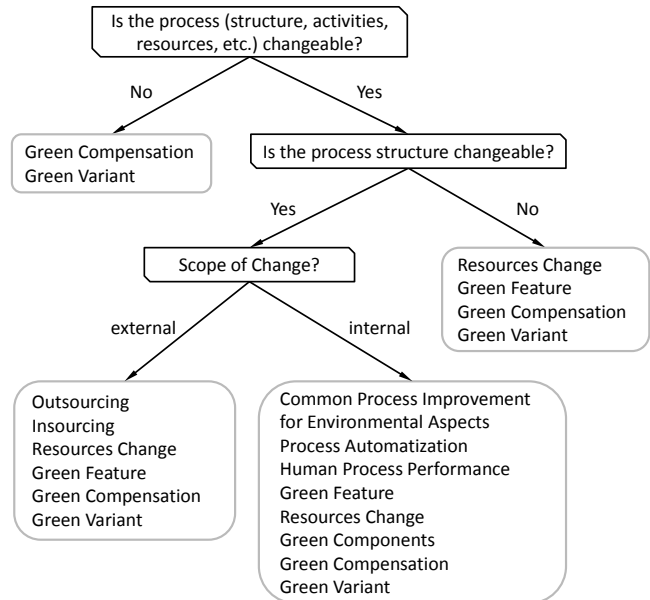 Is the process (structure, activities,
resources, etc.) changeable?
No
Yes
Green Compensation
Green Variant
Is the process structure changeable?
Yes
No
Scope of Change?
Resources Change
Green Feature
Green Compensation
Green Variant
external
internal
Outsourcing
Insourcing
Resources Change
Green Feature
Green Compensation
Green Variant
Common Process Improvement
for Environmental Aspects
Process Automatization
Human Process Performance
Green Feature
Resources Change
Green Components
Green Compensation
Green Variant